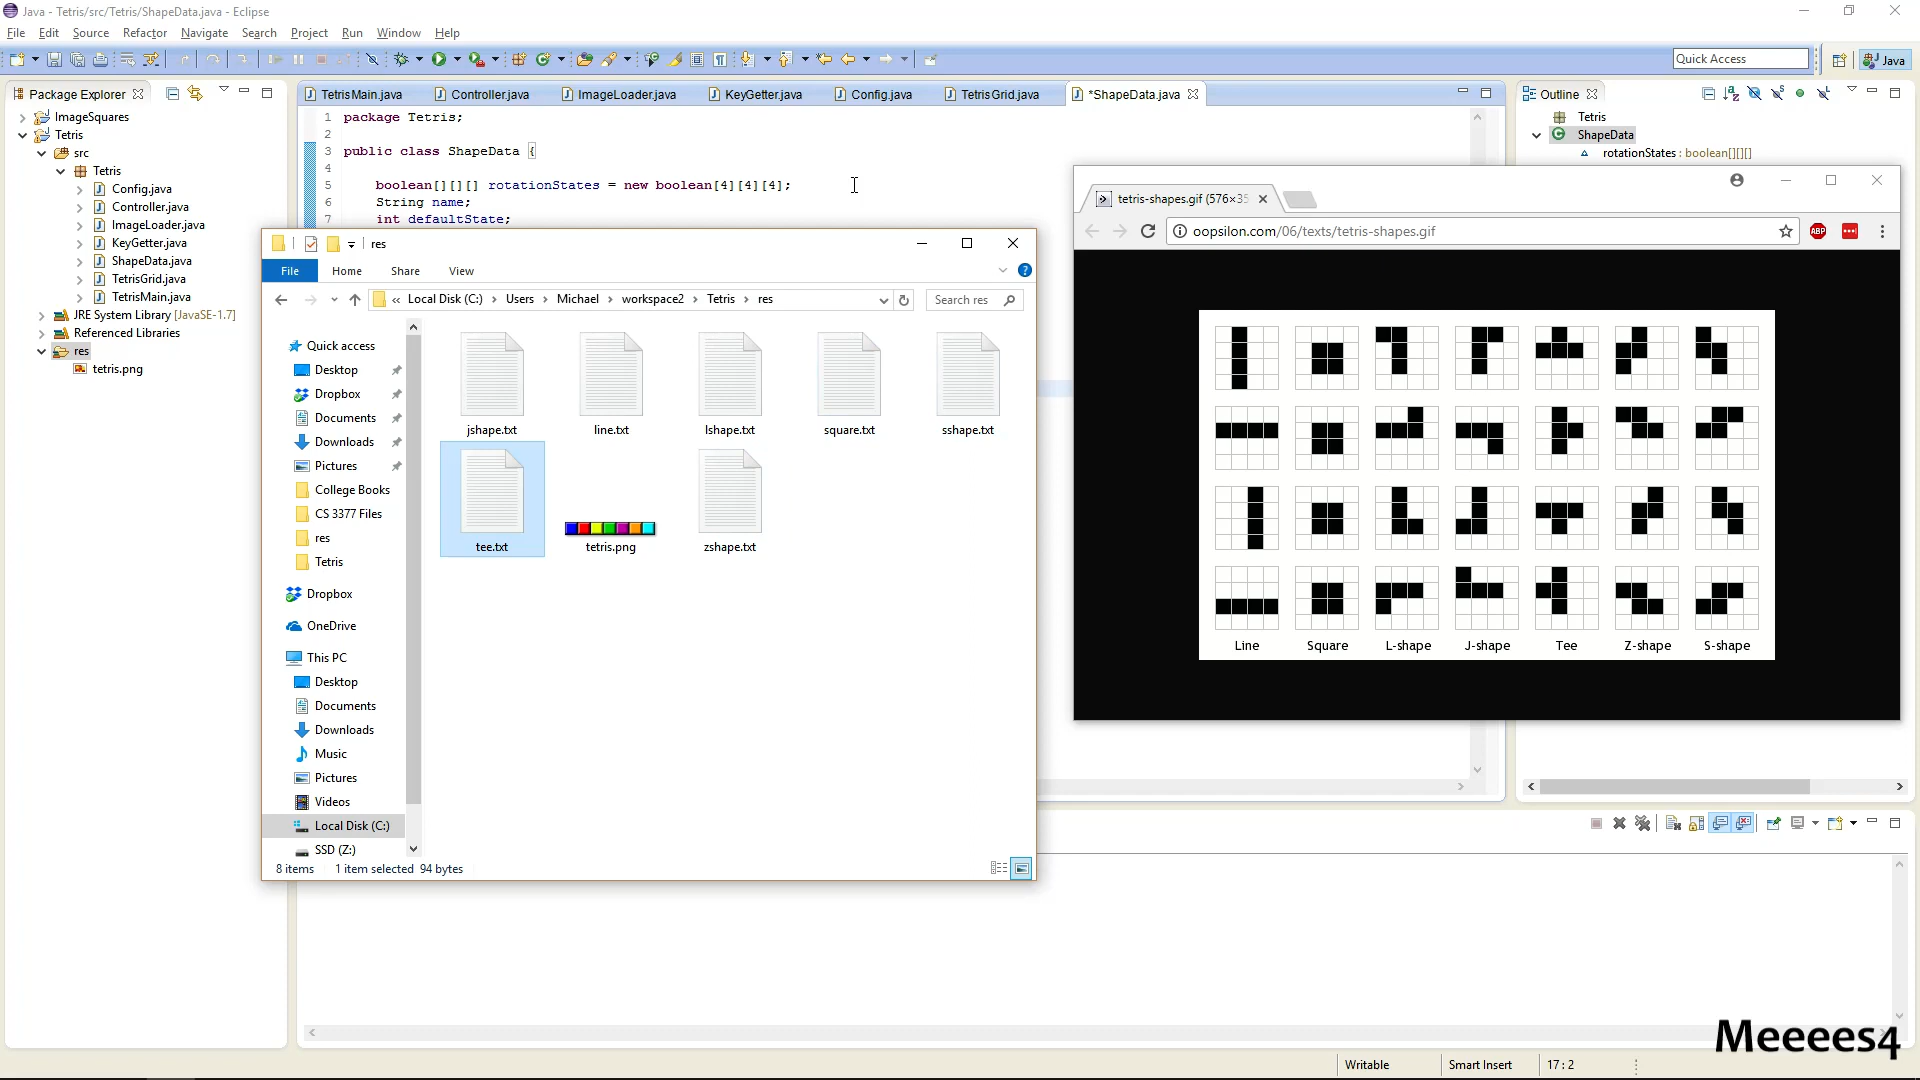 Java - Tetris/src/Tetris/ShapeData.java - Eclipse
File Edit Source Refactor Navigate Search Project Run Window Help
Quick Access
Java
Package Explorer
ImageSquares
Tetris
src
Tetris
Config.java
Controller.java
ImageLoader.java
KeyGetter.java
ShapeData.java
TetrisGrid.java
TetrisMain.java
JRE System Library [JavaSE-1.7]
Referenced Libraries
res
tetris.png
TetrisMain.java Controller.java ImageLoader.java KeyGetter.java Config.java TetrisGrid.java *ShapeData.java
1 package Tetris;
2
3 public class ShapeData {
4
5 boolean[][][] rotationStates = new boolean[4][4][4];
6 String name;
7 int defaultState;
Outline
Tetris
ShapeData
rotationStates : boolean[][][]
res
File Home Share View
« Local Disk (C:) › Users › Michael › workspace2 › Tetris › res
Search res
Quick access
Desktop
Dropbox
Documents
Downloads
Pictures
College Books
CS 3377 Files
res
Tetris
Dropbox
OneDrive
This PC
Desktop
Documents
Downloads
Music
Pictures
Videos
Local Disk (C:)
SSD (Z:)
jshape.txt line.txt lshape.txt square.txt sshape.txt
tee.txt tetris.png zshape.txt
8 items 1 item selected 94 bytes
tetris-shapes.gif (576×35
oopsilon.com/06/texts/tetris-shapes.gif
ABP
Line Square L-shape J-shape Tee Z-shape S-shape
Writable Smart Insert 17 : 2
Meeees4